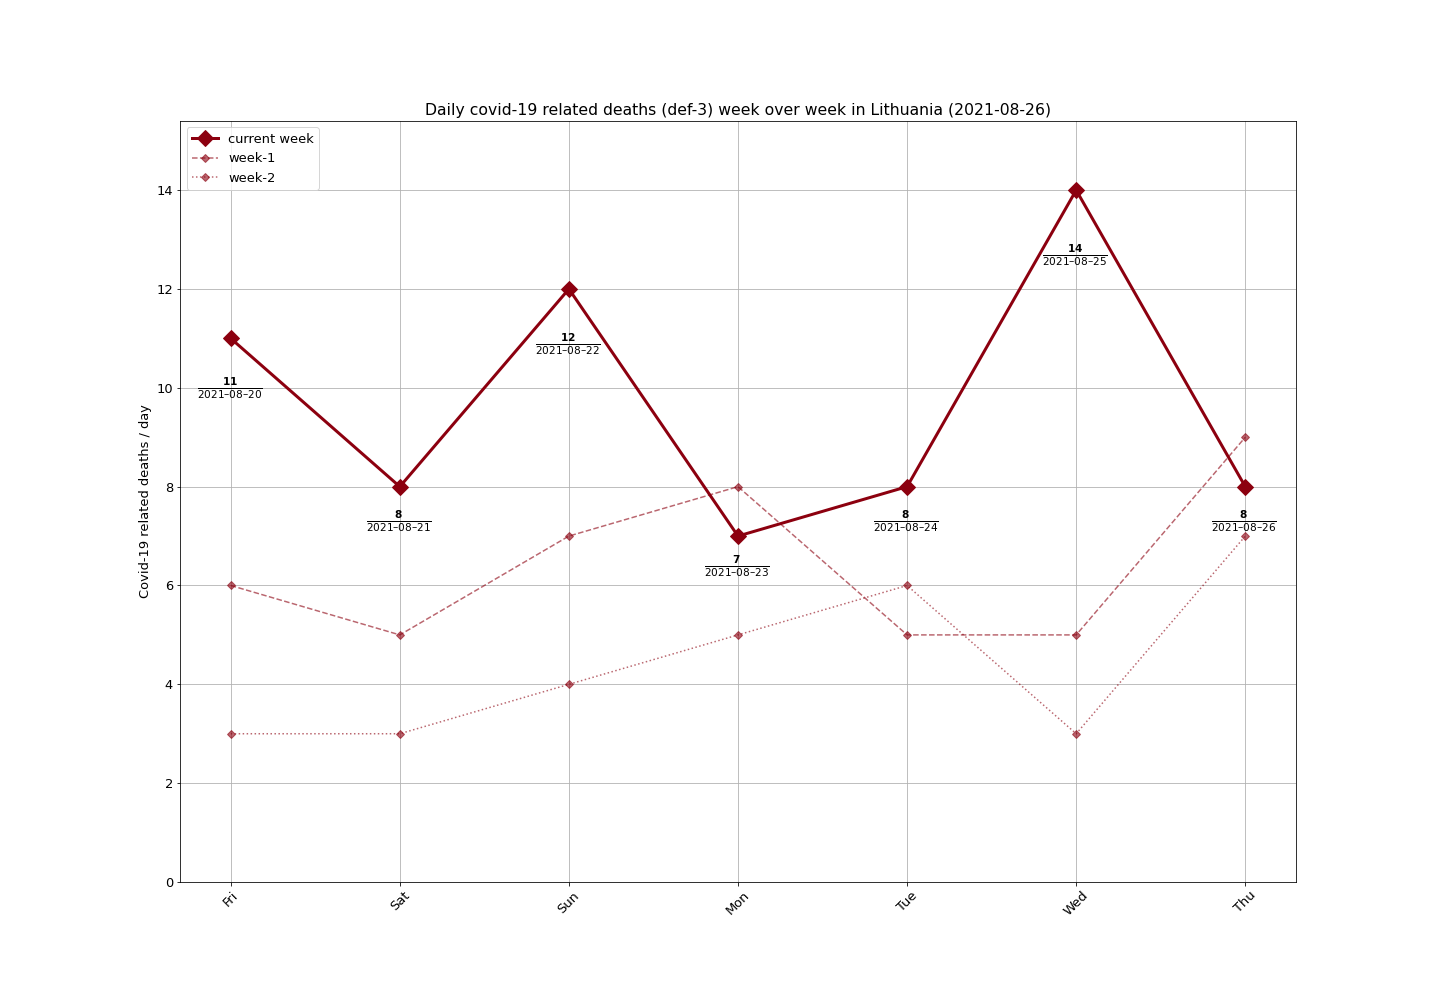 Daily covid-19 related deaths (def-3) week over week in Lithuania (2021-08-26)
current week
week-1
week-2
Covid-19 related deaths / day
14
12
10
8
6
4
2
0
11
2021-08-20
8
2021-08-21
12
2021-08-22
7
2021-08-23
8
2021-08-24
14
2021-08-25
8
2021-08-26
Fri
Sat
Sun
Mon
Tue
Wed
Thu